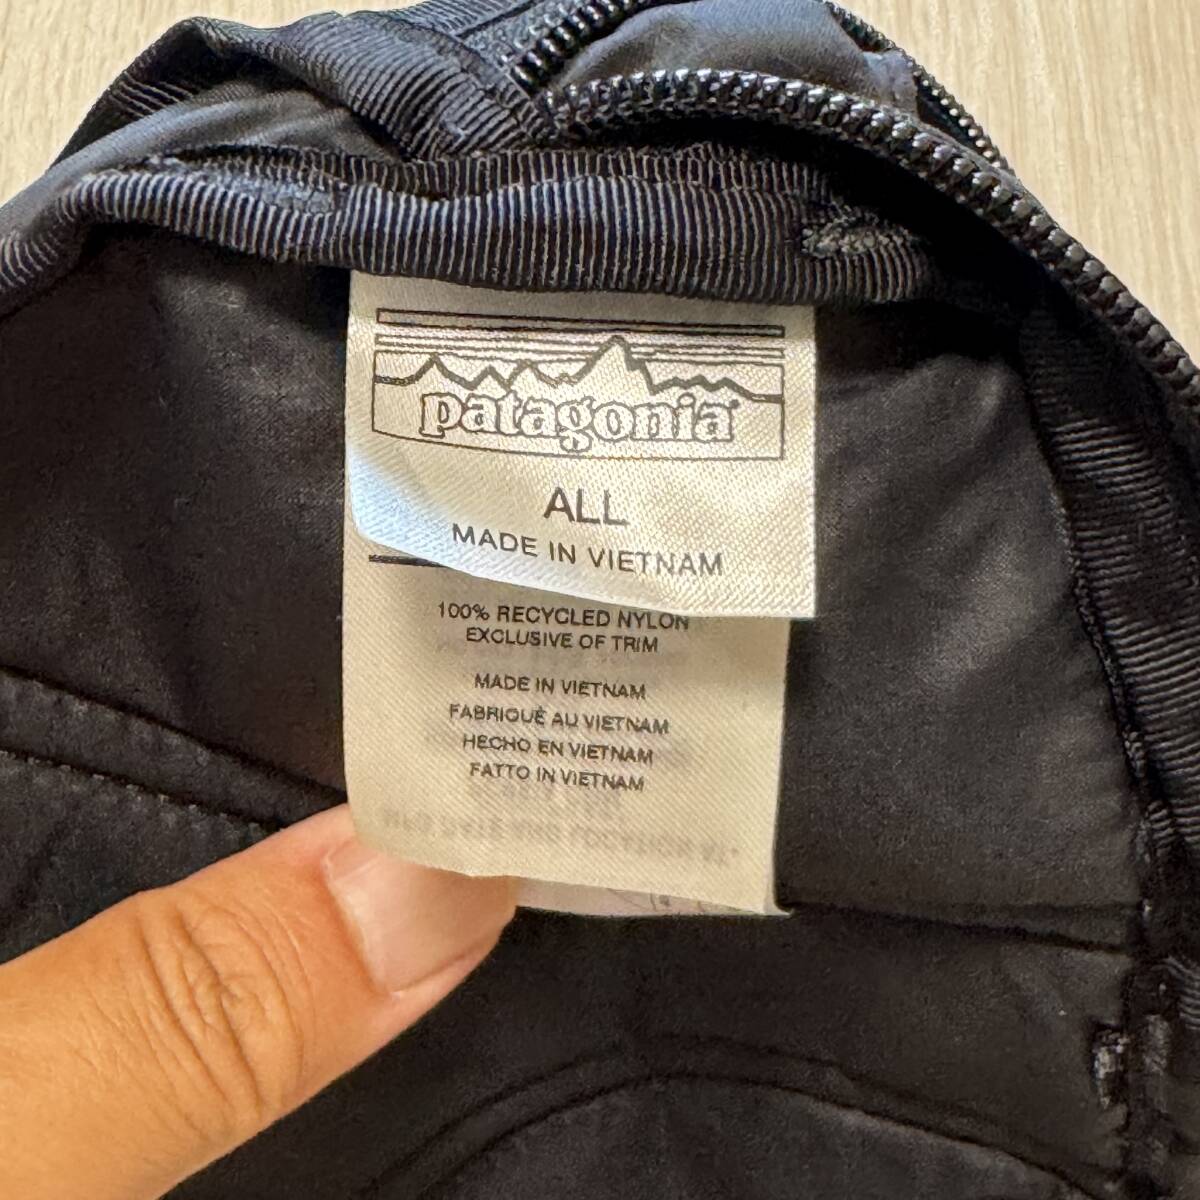 patagonia
ALL
MADE IN VIETNAM
100% RECYCLED NYLON
EXCLUSIVE OF TRIM
MADE IN VIETNAM
FABRIQUÉ AU VIETNAM
HECHO EN VIETNAM
FATTO IN VIETNAM